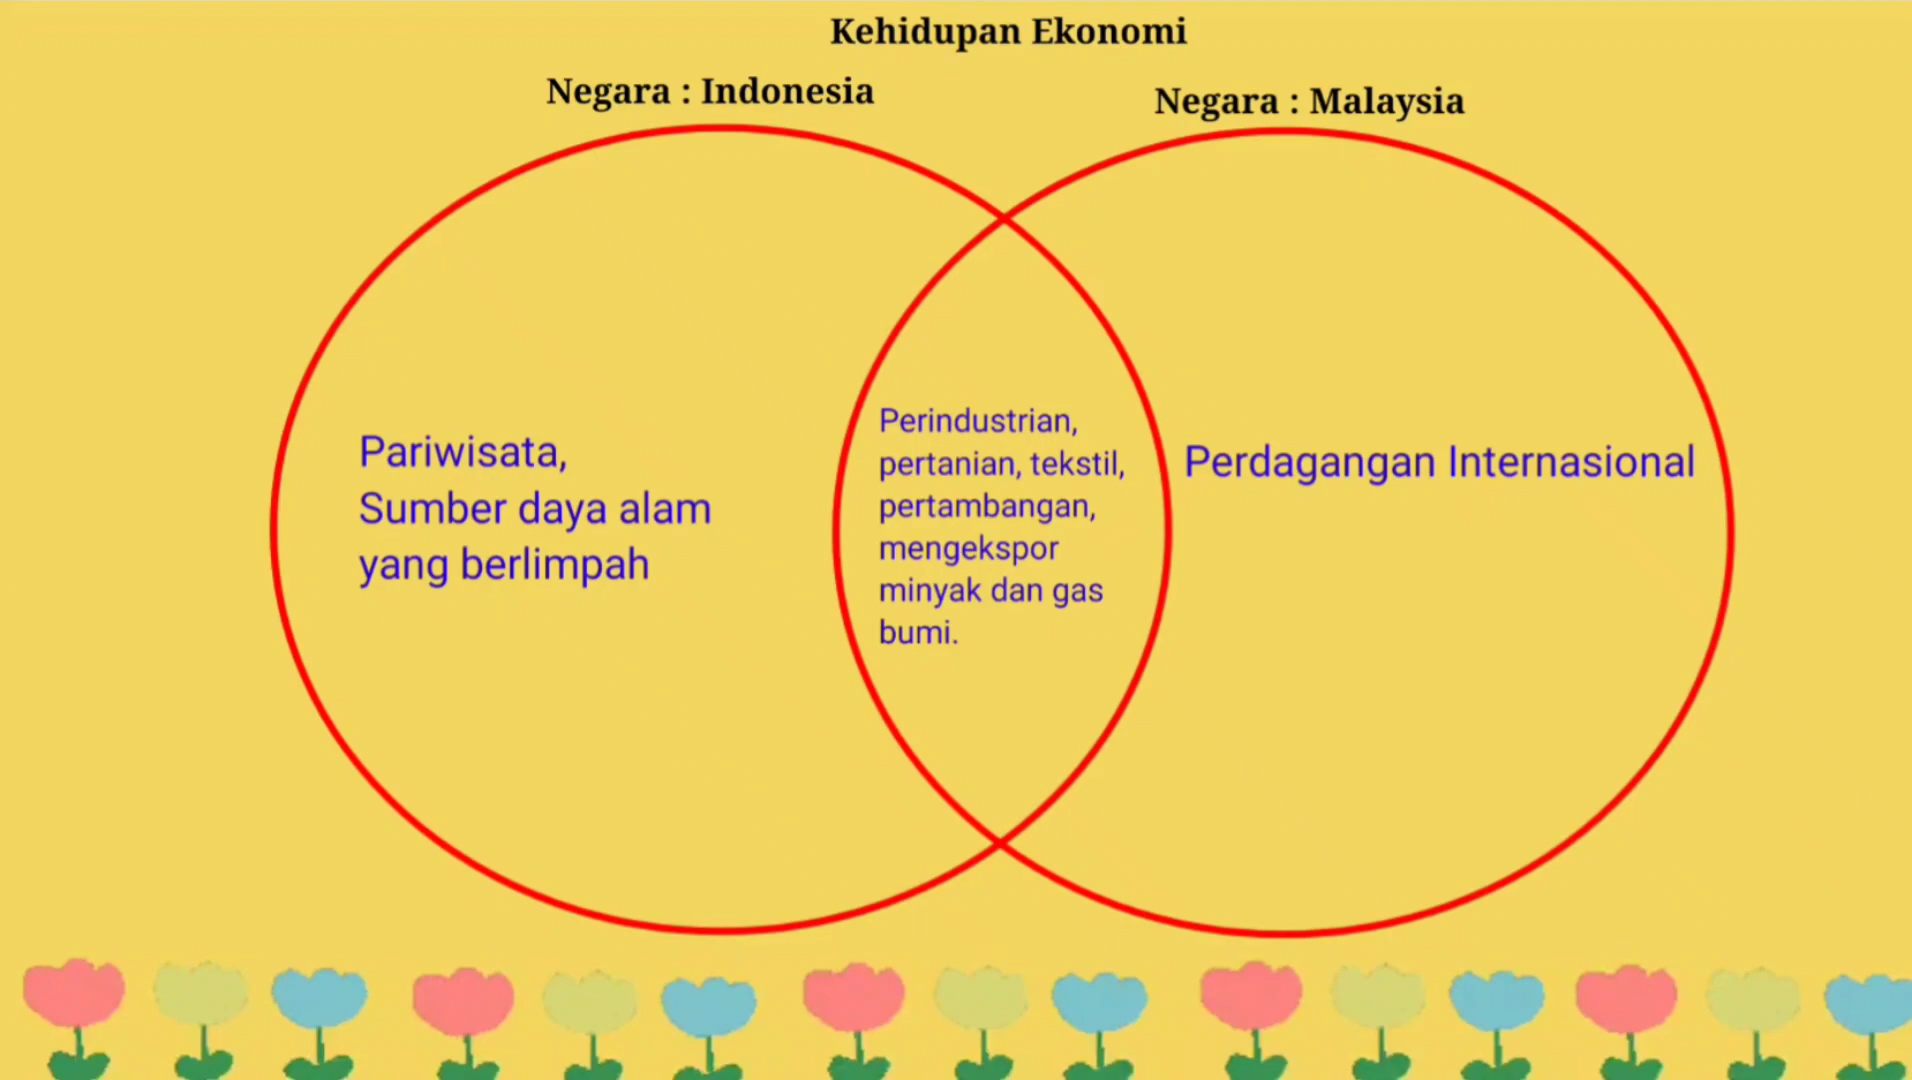 Kehidupan Ekonomi
Negara : Indonesia
Negara : Malaysia
Pariwisata,
Sumber daya alam
yang berlimpah
Perindustrian,
pertanian, tekstil,
pertambangan,
mengekspor
minyak dan gas
bumi.
Perdagangan Internasional